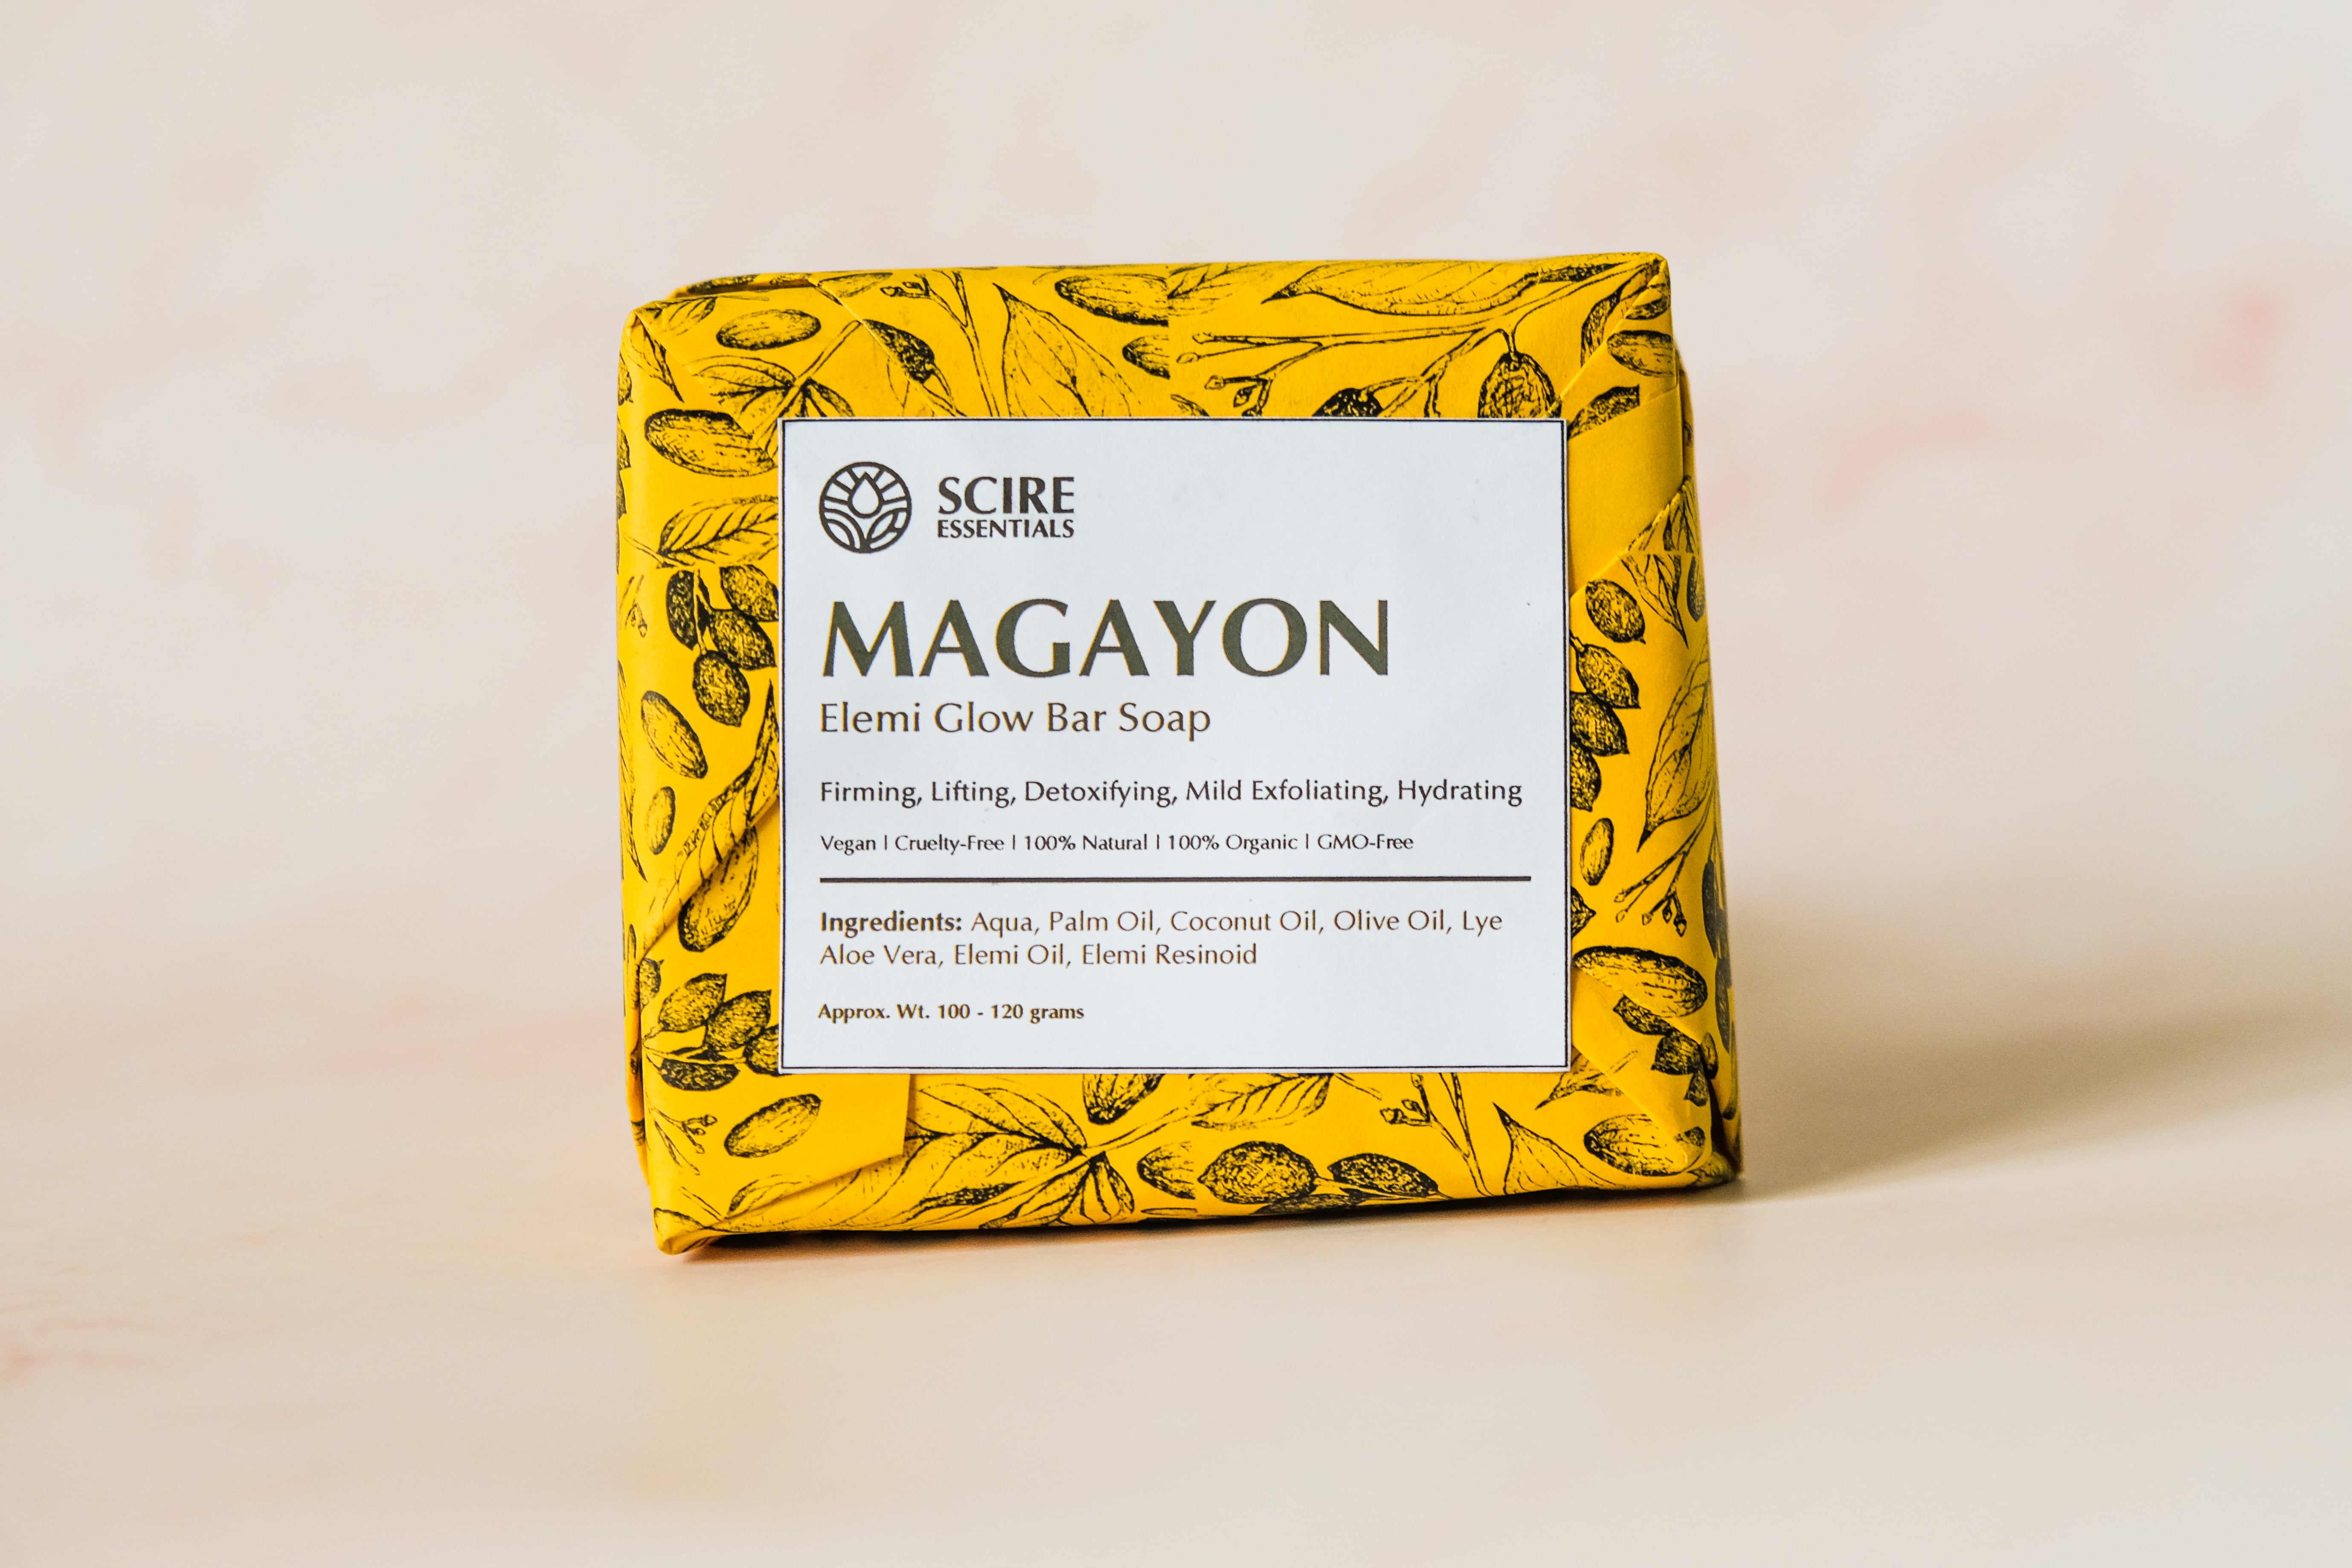 SCIRE
ESSENTIALS
MAGAYON
Elemi Glow Bar Soap
Firming, Lifting, Detoxifying, Mild Exfoliating, Hydrating
Vegan | Cruelty-Free | 100% Natural | 100% Organic | GMO-Free
Ingredients: Aqua, Palm Oil, Coconut Oil, Olive Oil, Lye
Aloe Vera, Elemi Oil, Elemi Resinoid
Approx. Wt. 100 - 120 grams